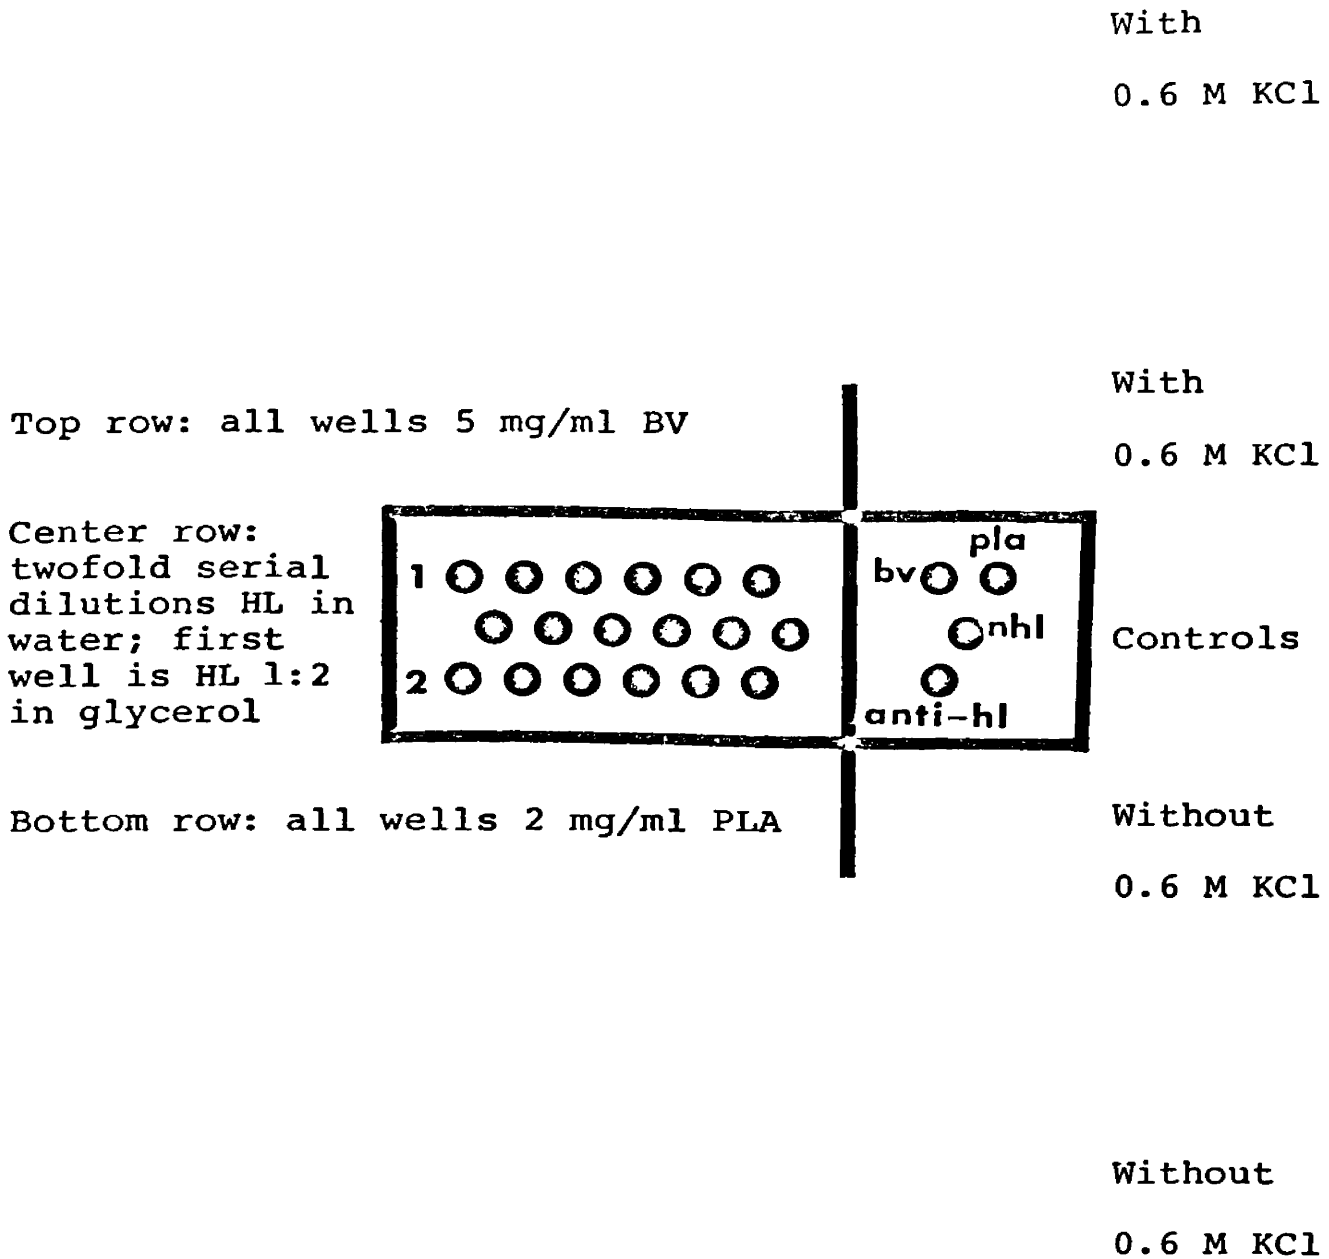 With
0.6 M KCl
With
0.6 M KCl
Top row: all wells 5 mg/ml BV
Center row:
twofold serial
dilutions HL in
water; first
well is HL 1:2
in glycerol
pla
bv
1
nhl
2
anti-hl
Controls
Bottom row: all wells 2 mg/ml PLA
Without
0.6 M KCl
Without
0.6 M KCl